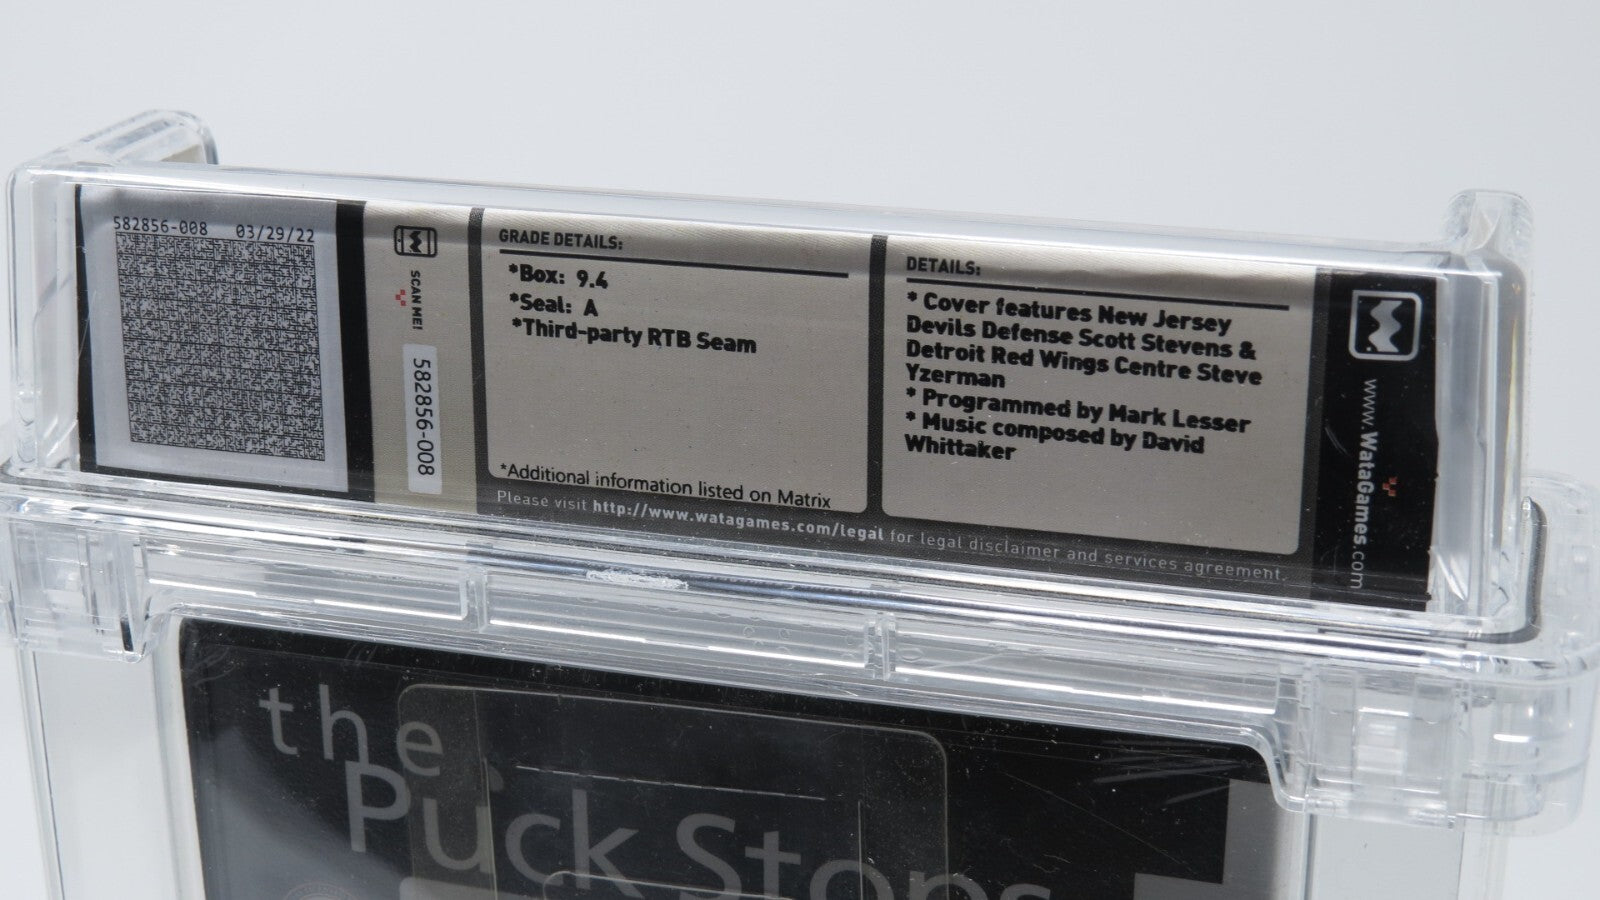 582856-008 03/29/22
SCAN ME!
582856-008
GRADE DETAILS:
*Box: 9.4
*Seal: A
*Third-party RTB Seam
*Additional information listed on Matrix
DETAILS:
* Cover features New Jersey
Devils Defense Scott Stevens &
Detroit Red Wings Centre Steve
Yzerman
* Programmed by Mark Lesser
* Music composed by David
Whittaker
Please visit http://www.watagames.com/legal for legal disclaimer and services agreement.
www.WataGames.com
the
Puck Stops